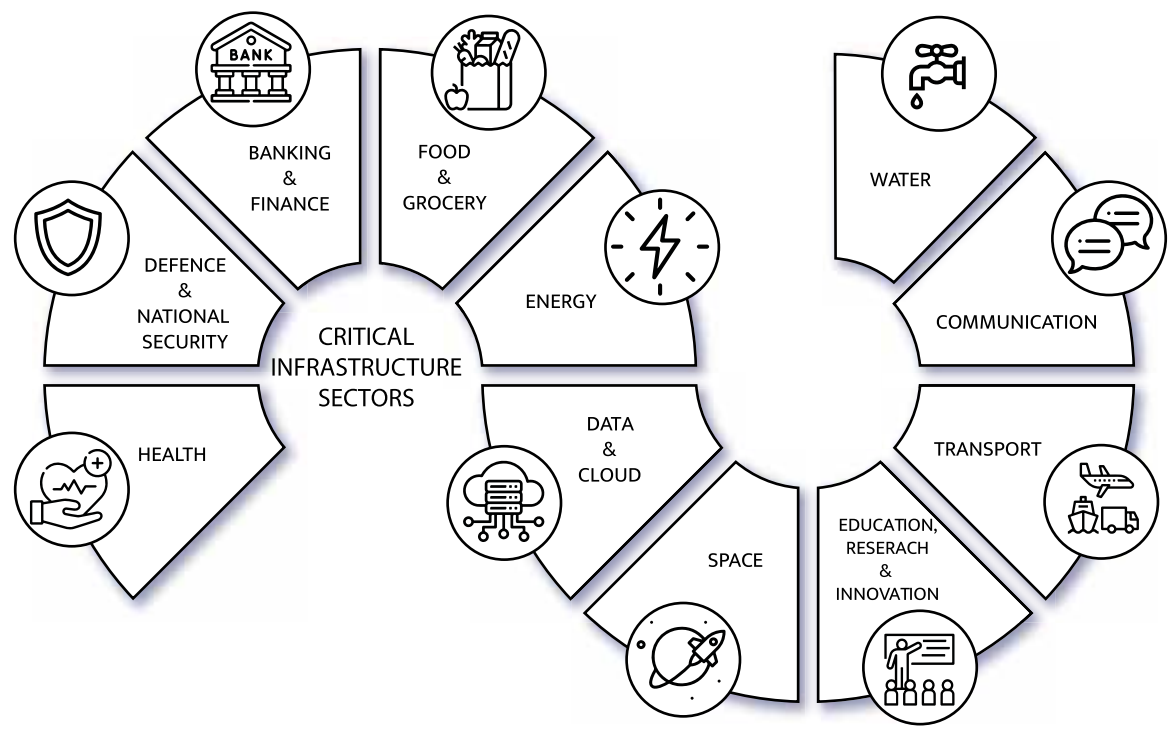 BANK
BANKING
&
FINANCE
FOOD
&
GROCERY
WATER
DEFENCE
&
NATIONAL
SECURITY
ENERGY
COMMUNICATION
CRITICAL
INFRASTRUCTURE
SECTORS
HEALTH
DATA
&
CLOUD
SPACE
EDUCATION,
RESERACH
&
INNOVATION
TRANSPORT